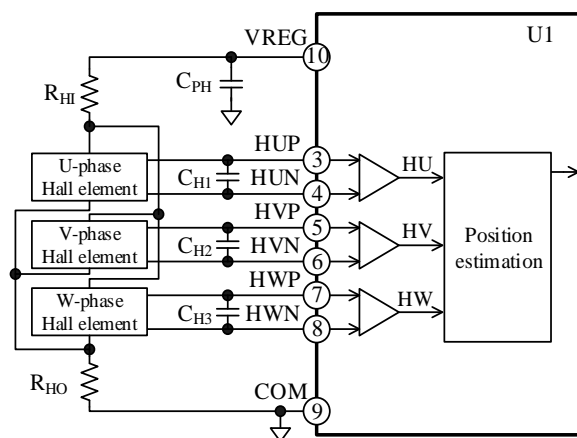 VREG
U1
10
R_HI
C_PH
HUP
3
U-phase
Hall element
C_H1
HUN
4
HU
HVP
5
V-phase
Hall element
C_H2
HVN
6
HV
Position
estimation
HWP
7
W-phase
Hall element
C_H3
HWN
8
HW
R_HO
COM
9